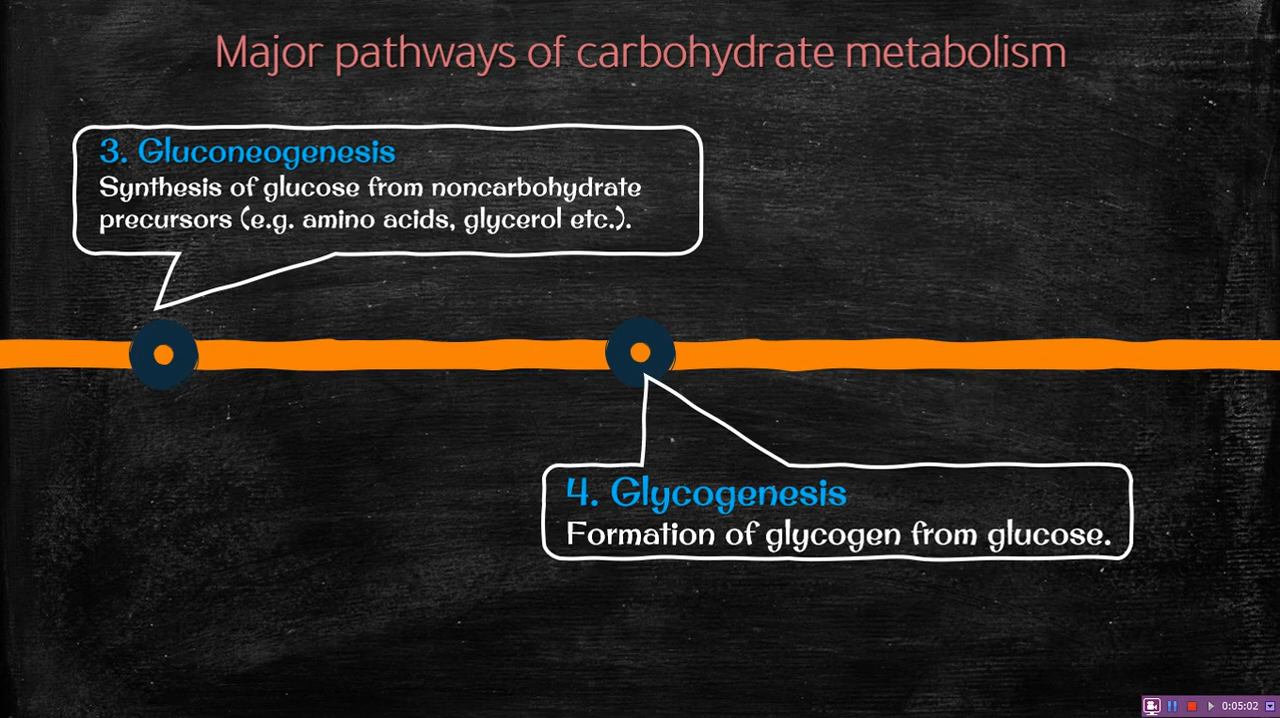 Major pathways of carbohydrate metabolism
3. Gluconeogenesis
Synthesis of glucose from noncarbohydrate
precursors (e.g. amino acids, glycerol etc.).
4. Glycogenesis
Formation of glycogen from glucose.
0:05:02